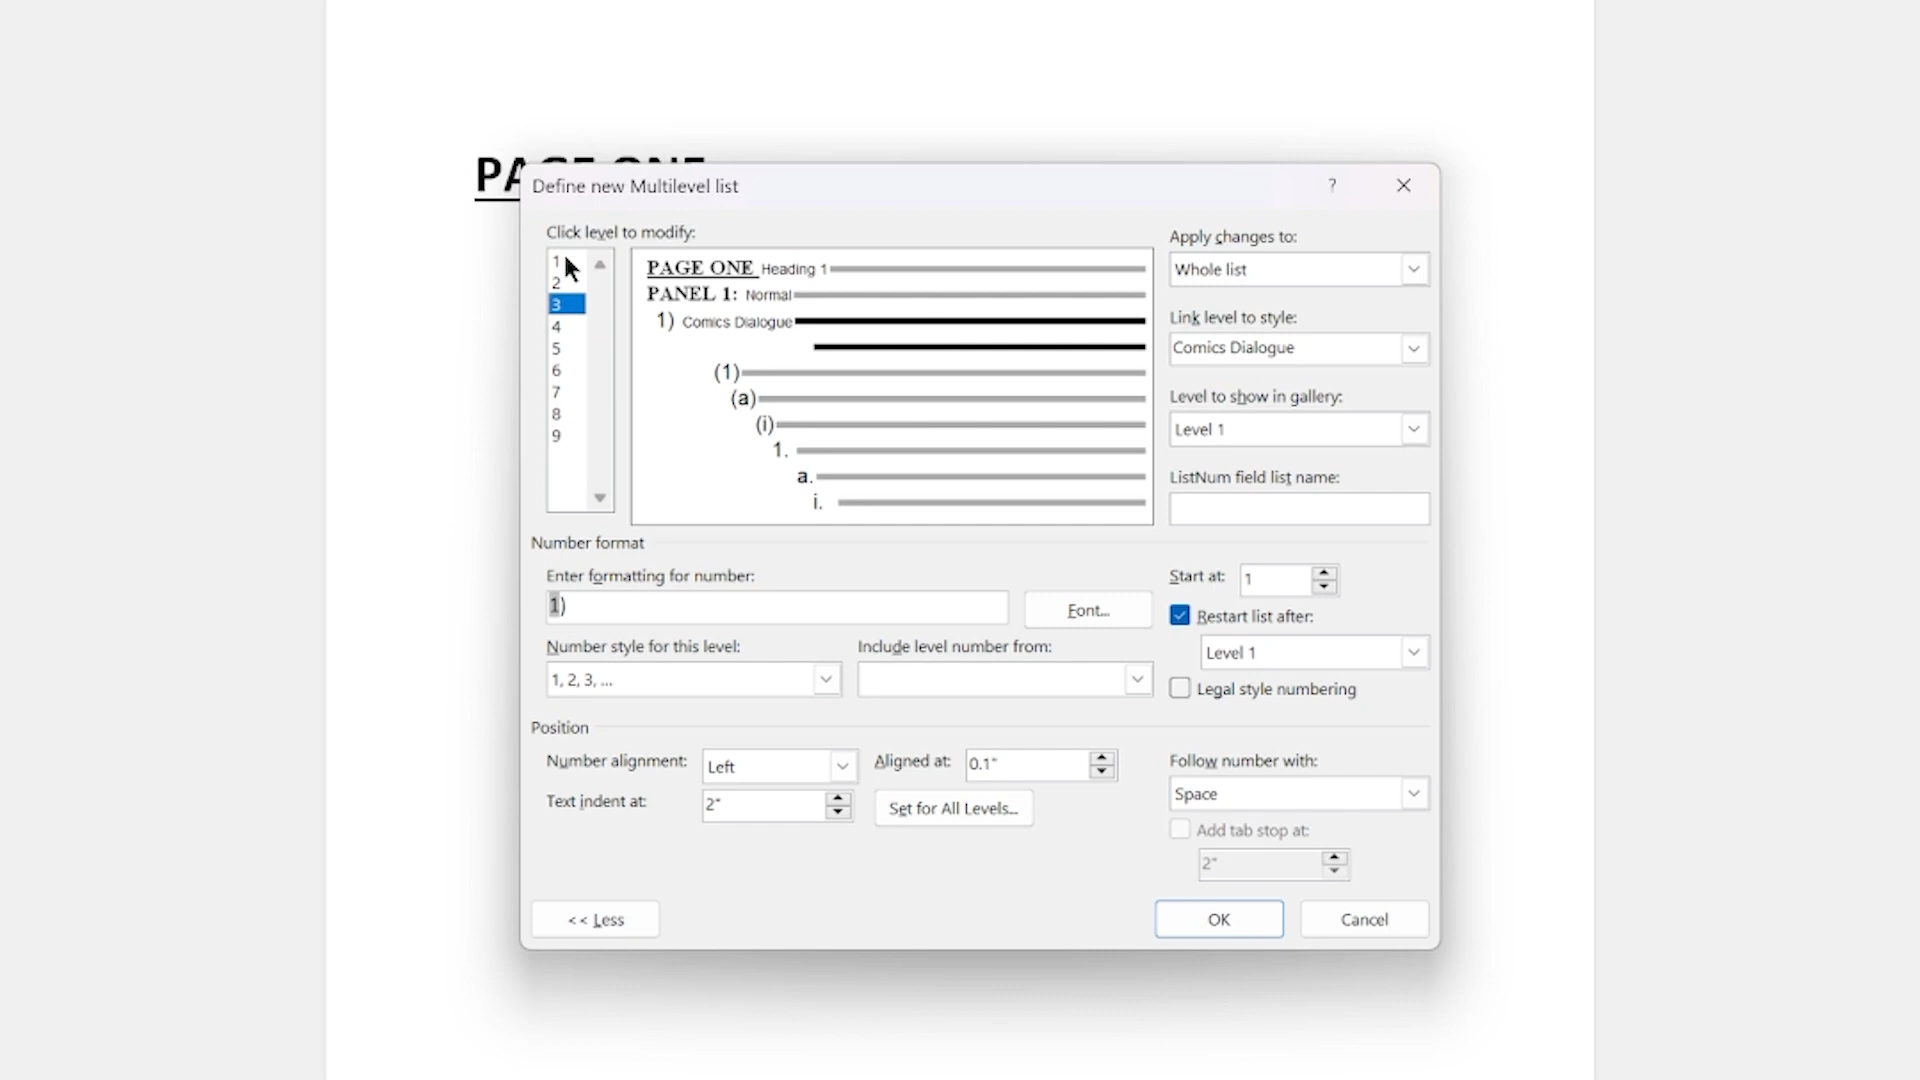 PAGE ONE
Define new Multilevel list
?
Click level to modify:
1
2
3
4
5
6
7
8
9
PAGE ONE Heading 1
PANEL 1: Normal
1) Comics Dialogue
(1)
(a)
(i)
1.
a.
i.
Apply changes to:
Whole list
Link level to style:
Comics Dialogue
Level to show in gallery:
Level 1
ListNum field list name:
Number format
Enter formatting for number:
1)
Font...
Number style for this level:
1, 2, 3, ...
Include level number from:
Start at:
1
Restart list after:
Level 1
Legal style numbering
Position
Number alignment:
Left
Aligned at:
0.1"
Text indent at:
2"
Set for All Levels...
Follow number with:
Space
Add tab stop at:
2"
<< Less
OK
Cancel